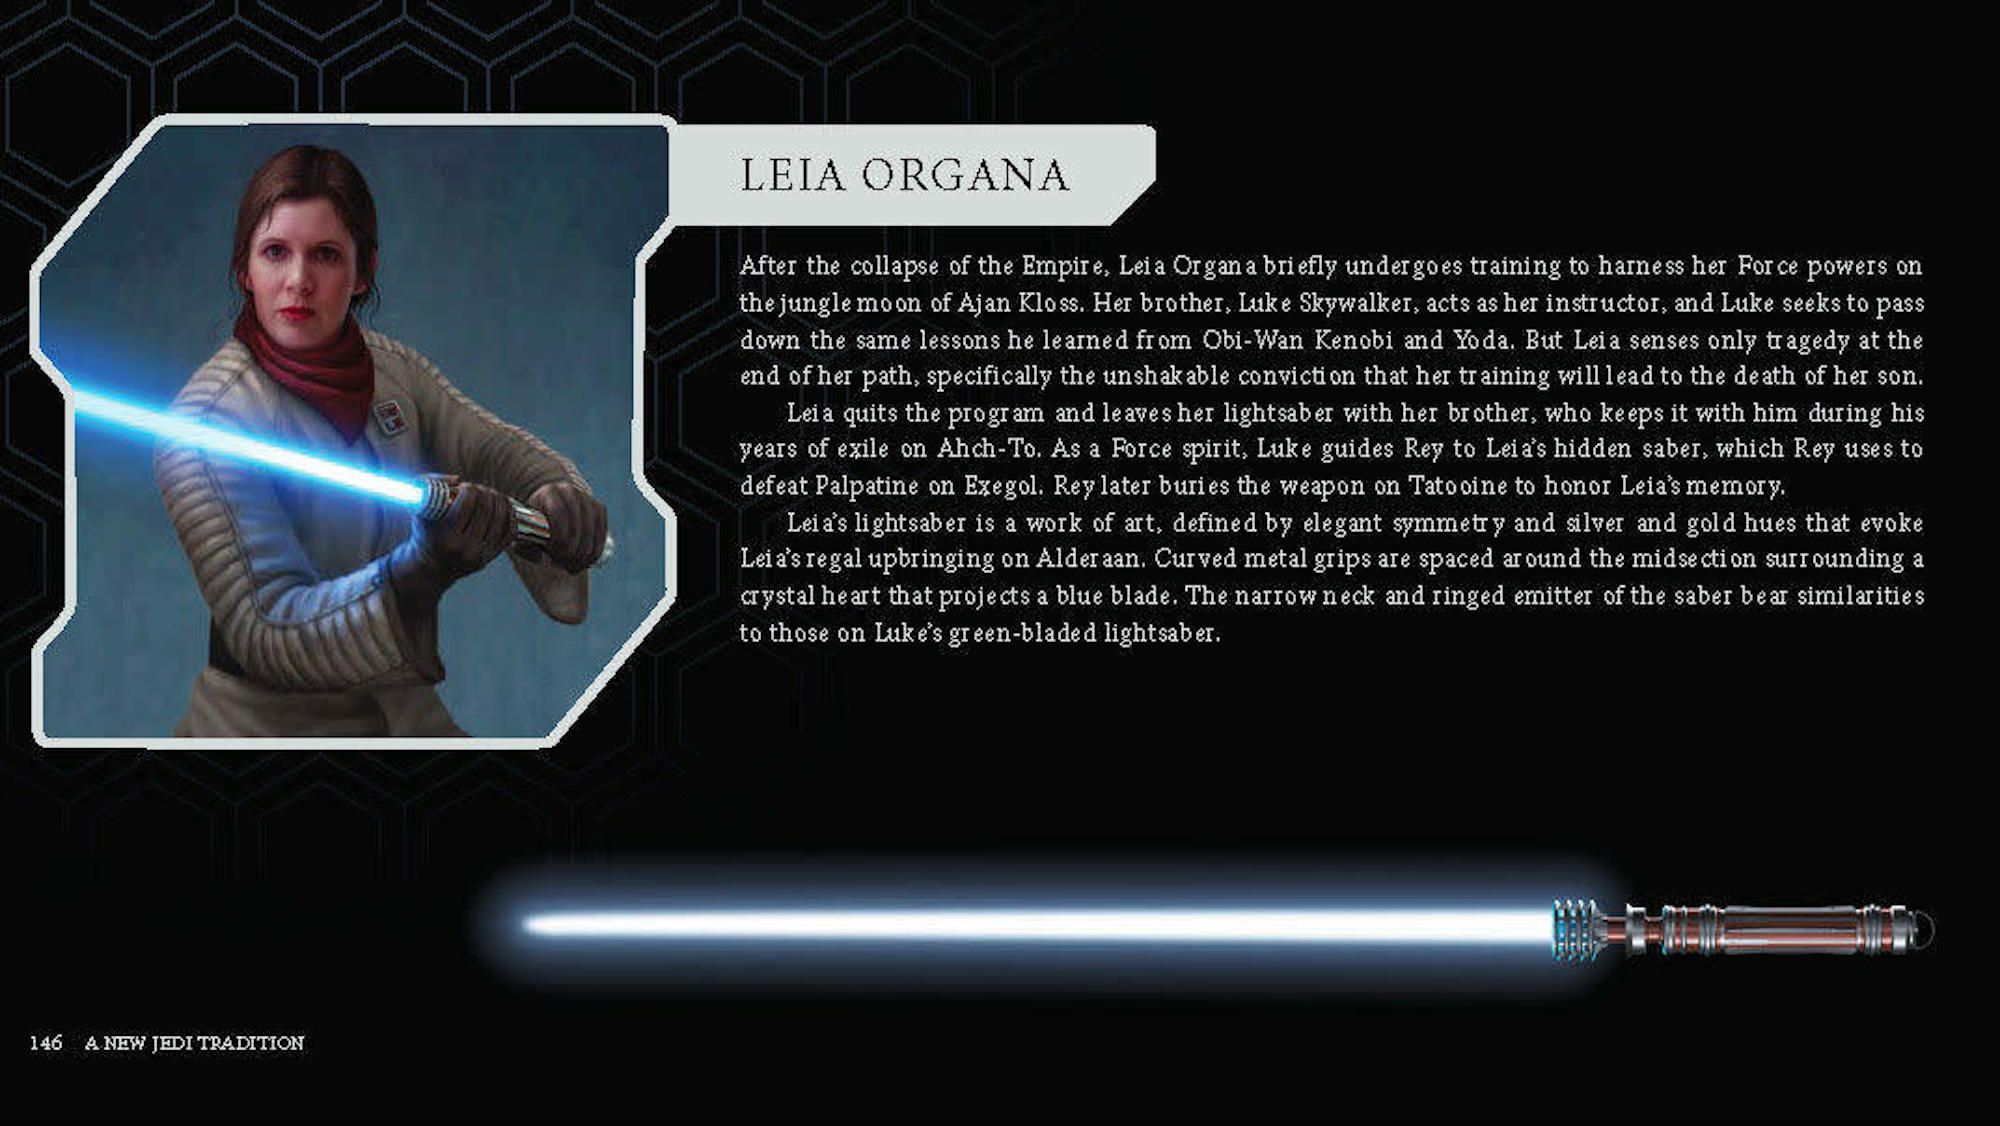 LEIA ORGANA
After the collapse of the Empire, Leia Organa briefly undergoes training to harness her Force powers on
the jungle moon of Ajan Kloss. Her brother, Luke Skywalker, acts as her instructor, and Luke seeks to pass
down the same lessons he learned from Obi-Wan Kenobi and Yoda. But Leia senses only tragedy at the
end of her path, specifically the unshakable conviction that her training will lead to the death of her son.
Leia quits the program and leaves her lightsaber with her brother, who keeps it with him during his
years of exile on Ahch-To. As a Force spirit, Luke guides Rey to Leia’s hidden saber, which Rey uses to
defeat Palpatine on Exegol. Rey later buries the weapon on Tatooine to honor Leia’s memory.
Leia’s lightsaber is a work of art, defined by elegant symmetry and silver and gold hues that evoke
Leia’s regal upbringing on Alderaan. Curved metal grips are spaced around the midsection surrounding a
crystal heart that projects a blue blade. The narrow neck and ringed emitter of the saber bear similarities
to those on Luke’s green-bladed lightsaber.
146 A NEW JEDI TRADITION